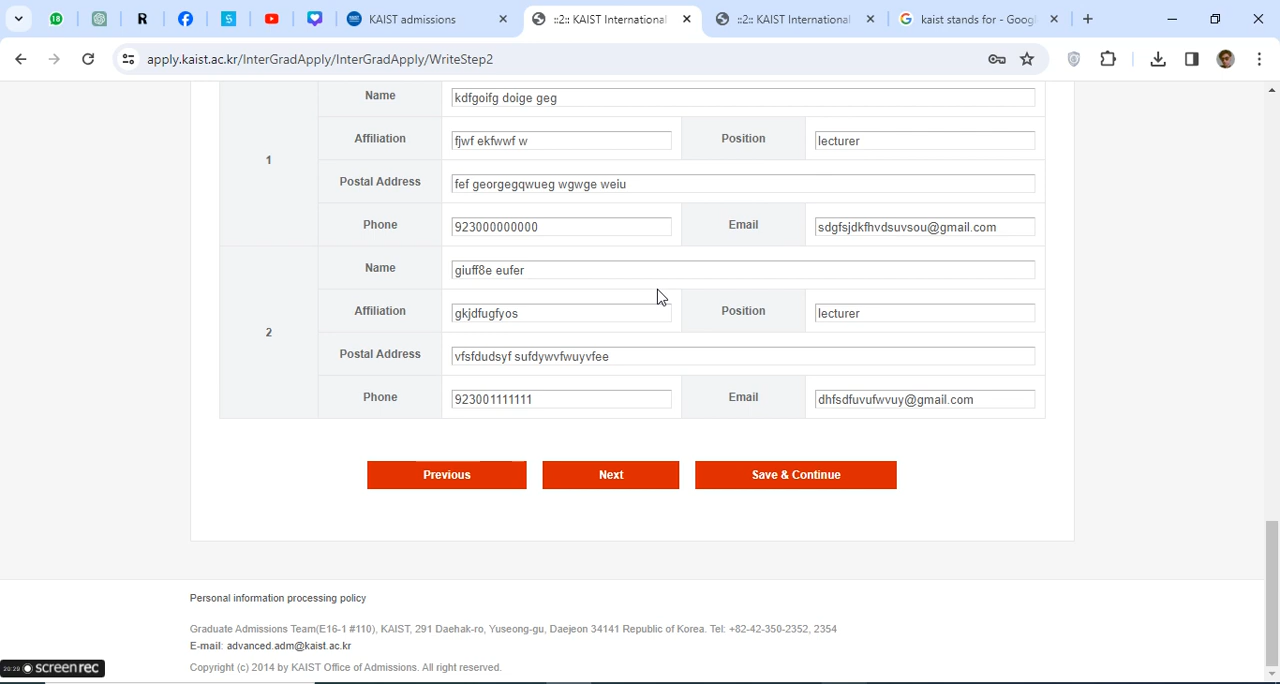 18
R
S
KAIST admissions
::2:: KAIST International
::2:: KAIST International
kaist stands for - Goog
apply.kaist.ac.kr/InterGradApply/InterGradApply/WriteStep2
1
Name
kdfgoifg doige geg
Affiliation
fjwf ekfwwf w
Position
lecturer
Postal Address
fef georgegqwueg wgwge weiu
Phone
923000000000
Email
sdgfsjdkfhvdsuvsou@gmail.com
2
Name
giuff8e eufer
Affiliation
gkjdfugfyos
Position
lecturer
Postal Address
vfsfdudsyf sufdywvfwuyvfee
Phone
923001111111
Email
dhfsdfuvufwvuy@gmail.com
Previous
Next
Save & Continue
Personal information processing policy
Graduate Admissions Team(E16-1 #110), KAIST, 291 Daehak-ro, Yuseong-gu, Daejeon 34141 Republic of Korea. Tel: +82-42-350-2352, 2354
E-mail: advanced.adm@kaist.ac.kr
Copyright (c) 2014 by KAIST Office of Admissions. All right reserved.
20:29 screenrec